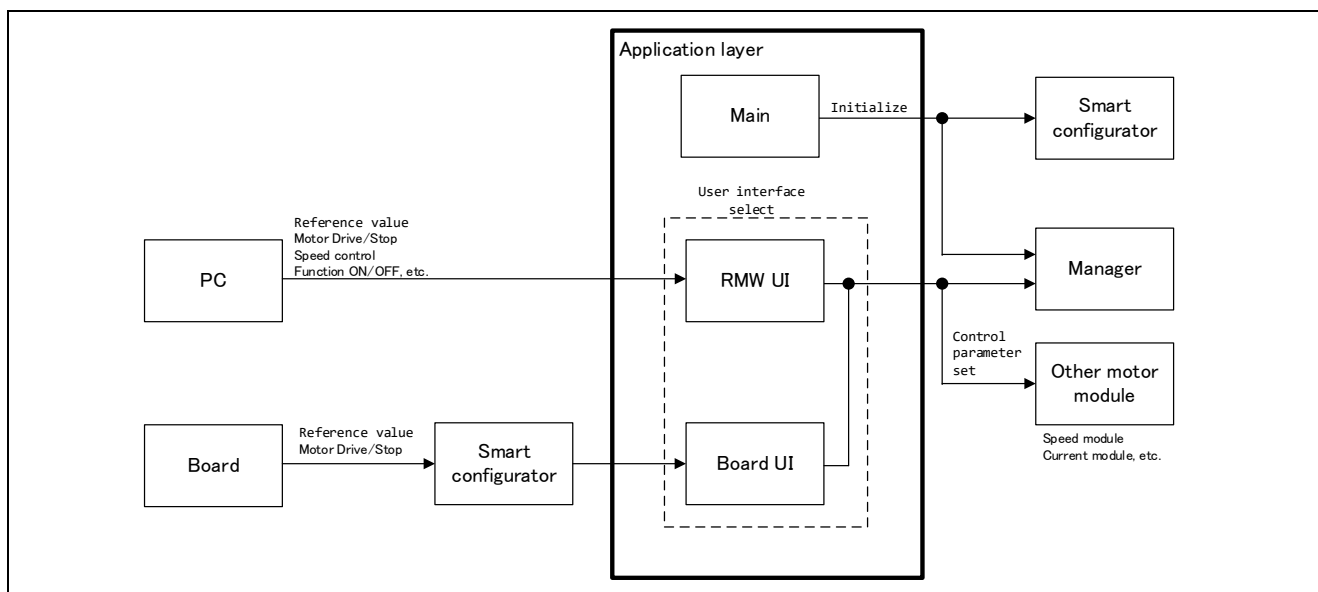 Application layer
Main
Initialize
Smart
configurator
User interface
select
Reference value
Motor Drive/Stop
Speed control
Function ON/OFF, etc.
PC
RMW UI
Manager
Control
parameter
set
Other motor
module
Speed module
Current module, etc.
Board
Reference value
Motor Drive/Stop
Smart
configurator
Board UI